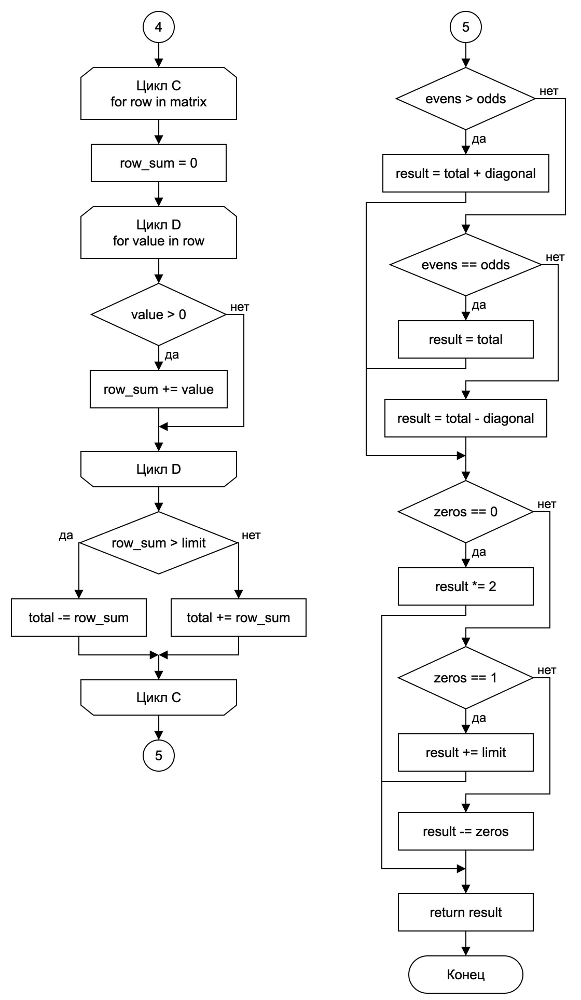 4
Цикл C
for row in matrix
row_sum = 0
Цикл D
for value in row
value > 0
нет
да
row_sum += value
Цикл D
row_sum > limit
да
нет
total -= row_sum
total += row_sum
Цикл C
5
5
evens > odds
нет
да
result = total + diagonal
evens == odds
нет
да
result = total
result = total - diagonal
zeros == 0
нет
да
result *= 2
zeros == 1
нет
да
result += limit
result -= zeros
return result
Конец